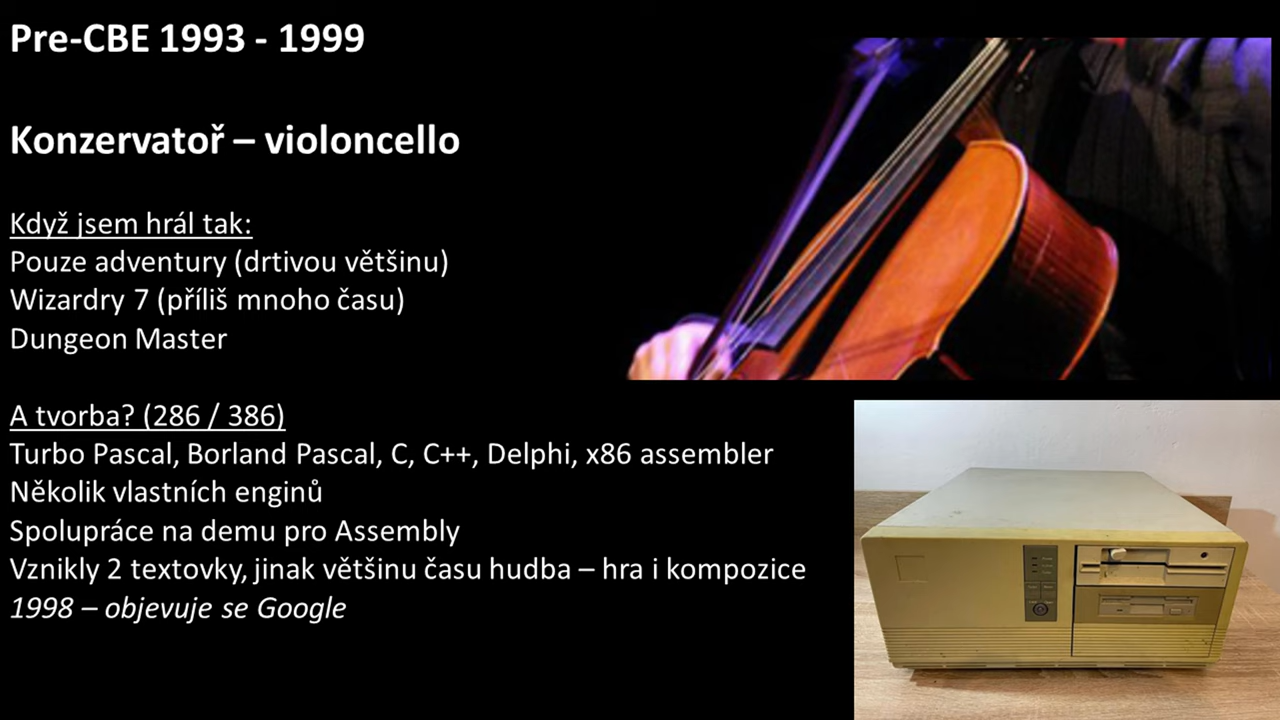 Pre-CBE 1993 - 1999
Konzervatoř – violoncello
Když jsem hrál tak:
Pouze adventury (drtivou většinu)
Wizardry 7 (příliš mnoho času)
Dungeon Master
A tvorba? (286 / 386)
Turbo Pascal, Borland Pascal, C, C++, Delphi, x86 assembler
Několik vlastních enginů
Spolupráce na demu pro Assembly
Vznikly 2 textovky, jinak většinu času hudba – hra i kompozice
1998 – objevuje se Google